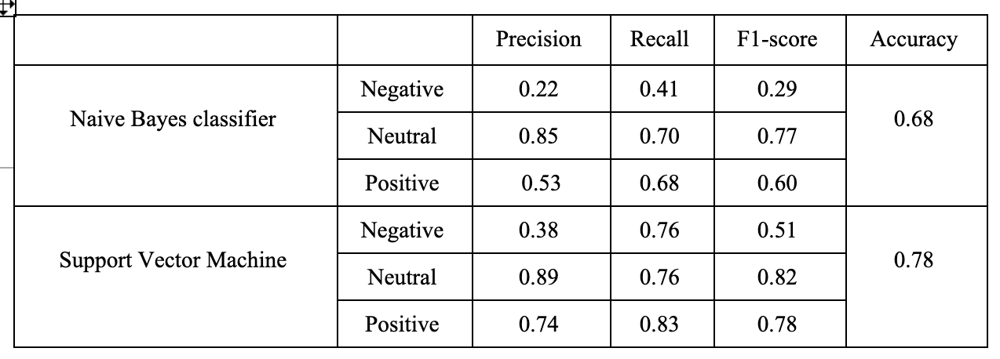 Precision Recall F1-score Accuracy
Negative 0.22 0.41 0.29
Naive Bayes classifier 0.68
Neutral 0.85 0.70 0.77
Positive 0.53 0.68 0.60
Negative 0.38 0.76 0.51
Support Vector Machine 0.78
Neutral 0.89 0.76 0.82
Positive 0.74 0.83 0.78